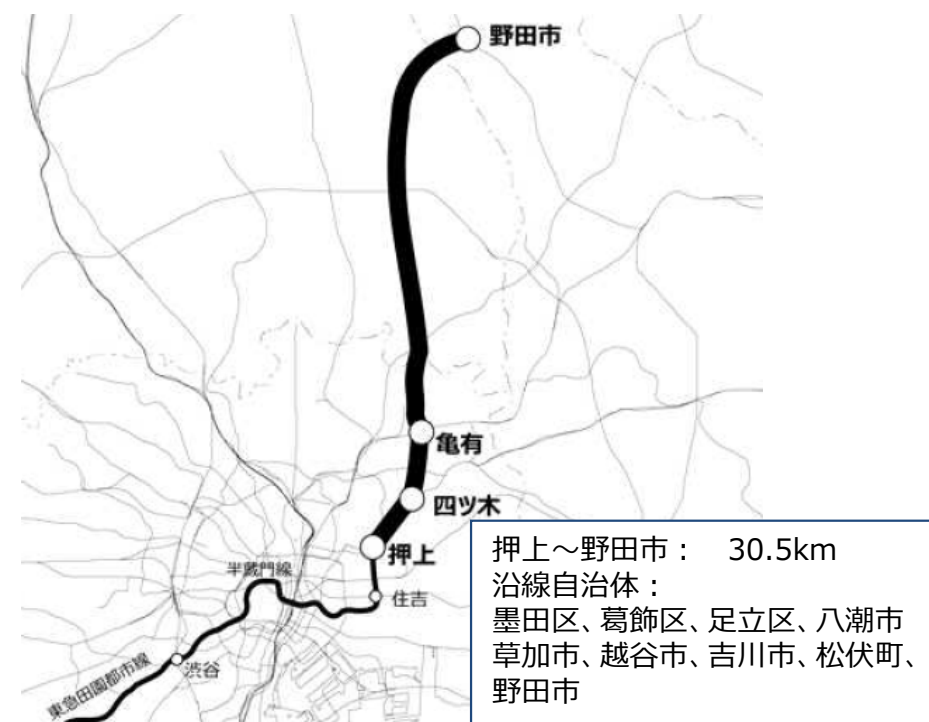 野田市
亀有
四ツ木
押上
半蔵門線
住吉
渋谷
東急田園都市線
押上～野田市： 30.5km
沿線自治体：
墨田区、葛飾区、足立区、八潮市
草加市、越谷市、吉川市、松伏町、
野田市